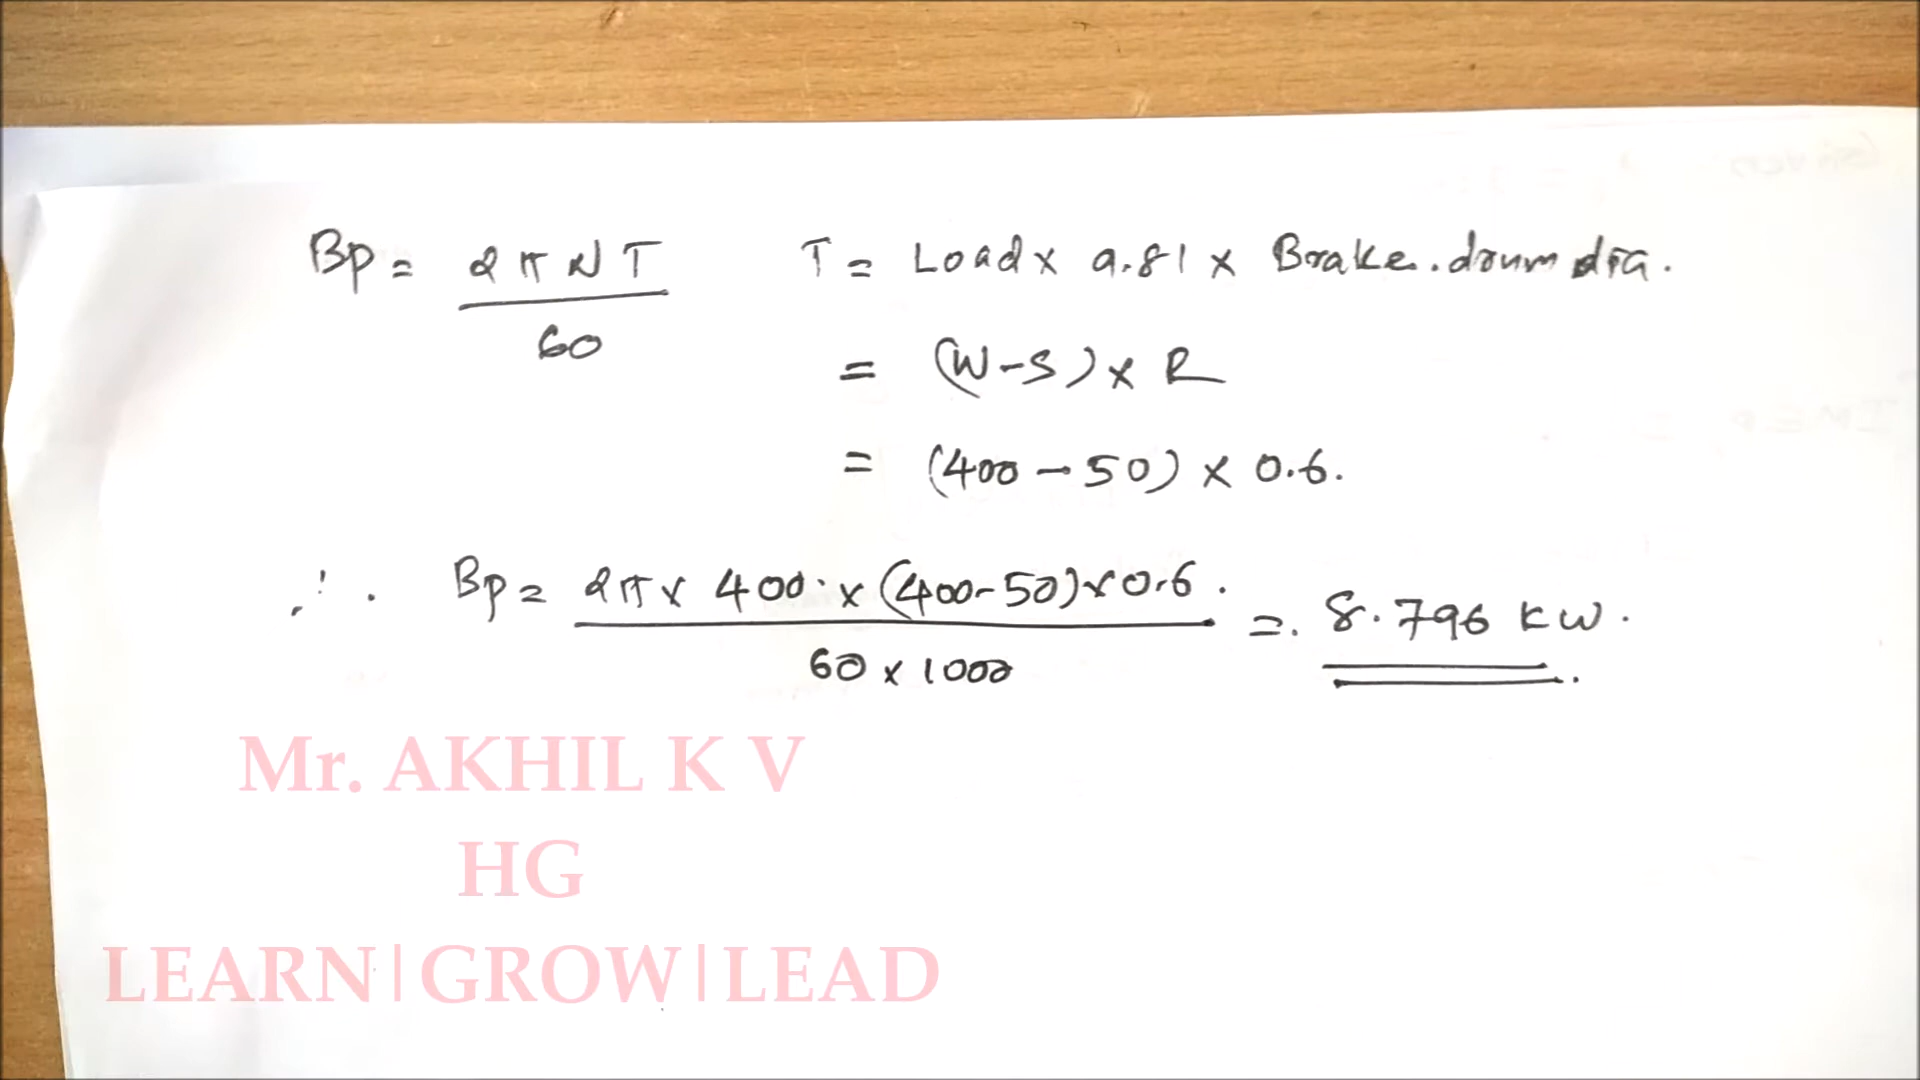 Bp = 2πNT / 60    T = Load x 9.81 x Brake. drum dia.
= (W-S) x R
= (400 - 50) x 0.6.
∴ Bp = 2π x 400 x (400-50) x 0.6. / 60 x 1000 = 8.796 kW.
Mr. AKHIL K V
HG
LEARN|GROW|LEAD